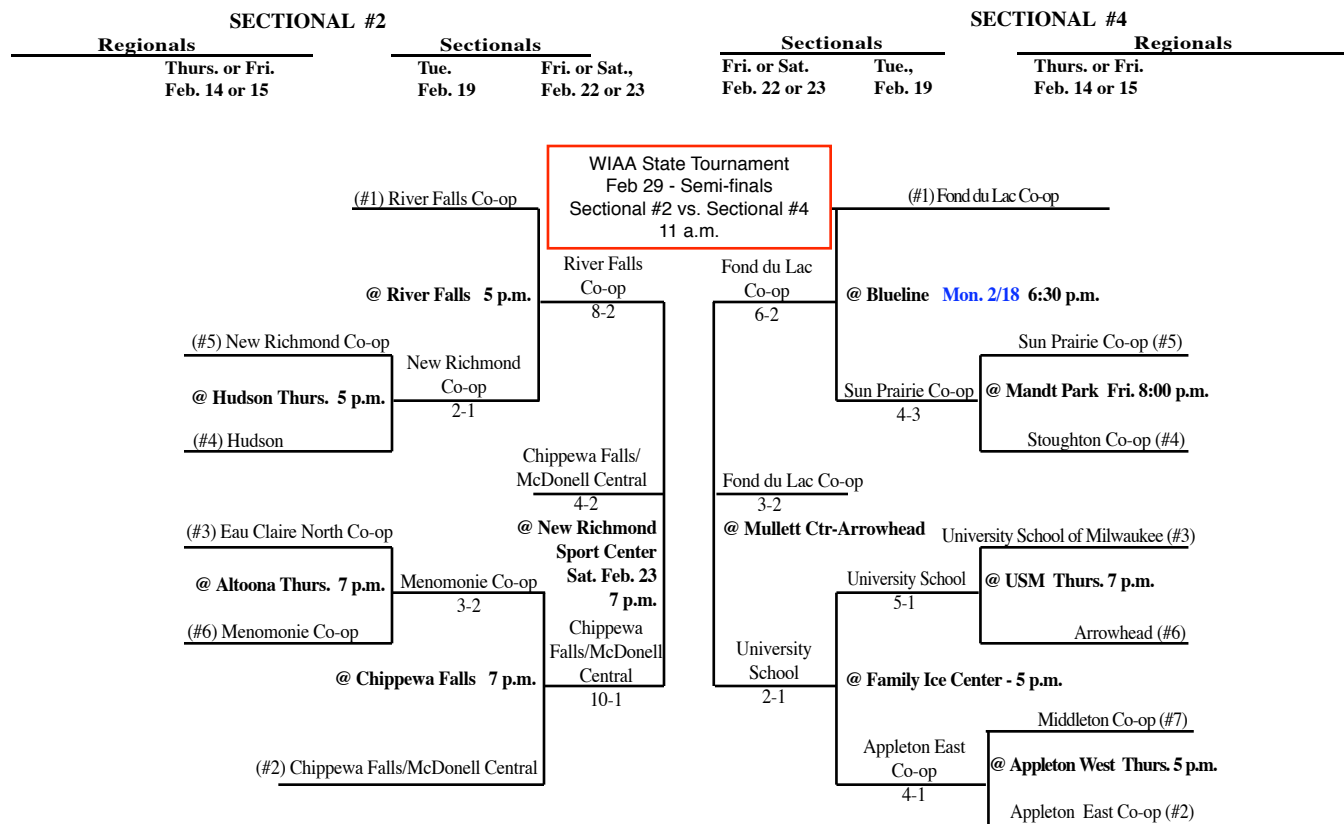 SECTIONAL #2
Regionals
Sectionals
Thurs. or Fri.
Feb. 14 or 15
Tue.
Feb. 19
Fri. or Sat.,
Feb. 22 or 23
SECTIONAL #4
Sectionals
Regionals
Fri. or Sat.
Feb. 22 or 23
Tue.,
Feb. 19
Thurs. or Fri.
Feb. 14 or 15
WIAA State Tournament
Feb 29 - Semi-finals
Sectional #2 vs. Sectional #4
11 a.m.
(#1) River Falls Co-op
@ River Falls 5 p.m.
River Falls
Co-op
8-2
(#5) New Richmond Co-op
@ Hudson Thurs. 5 p.m.
(#4) Hudson
New Richmond
Co-op
2-1
Chippewa Falls/
McDonell Central
4-2
@ New Richmond
Sport Center
Sat. Feb. 23
7 p.m.
(#3) Eau Claire North Co-op
@ Altoona Thurs. 7 p.m.
(#6) Menomonie Co-op
Menomonie Co-op
3-2
@ Chippewa Falls 7 p.m.
Chippewa
Falls/McDonell
Central
10-1
(#2) Chippewa Falls/McDonell Central
(#1) Fond du Lac Co-op
Fond du Lac
Co-op
6-2
@ Blueline Mon. 2/18 6:30 p.m.
Sun Prairie Co-op (#5)
Sun Prairie Co-op
4-3
@ Mandt Park Fri. 8:00 p.m.
Stoughton Co-op (#4)
Fond du Lac Co-op
3-2
@ Mullett Ctr-Arrowhead
University School of Milwaukee (#3)
University School
5-1
@ USM Thurs. 7 p.m.
Arrowhead (#6)
University
School
2-1
@ Family Ice Center - 5 p.m.
Middleton Co-op (#7)
Appleton East
Co-op
4-1
@ Appleton West Thurs. 5 p.m.
Appleton East Co-op (#2)